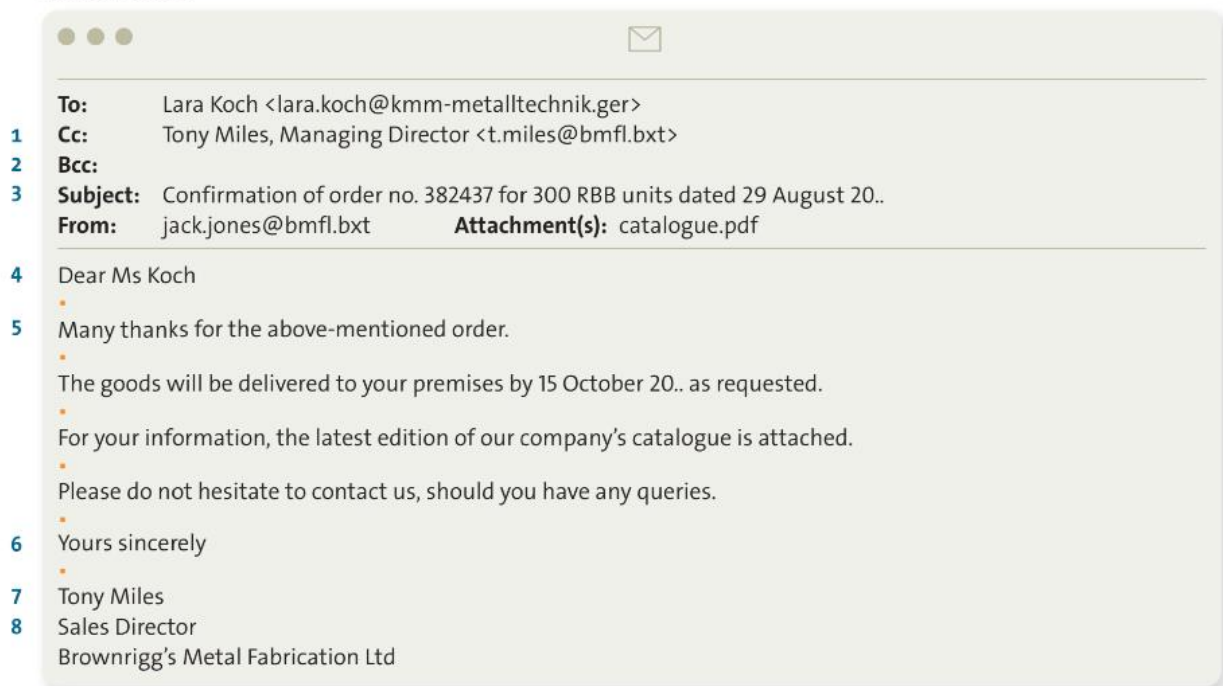 To: Lara Koch <lara.koch@kmm-metalltechnik.ger>
1 Cc: Tony Miles, Managing Director <t.miles@bmfl.bxt>
2 Bcc:
3 Subject: Confirmation of order no. 382437 for 300 RBB units dated 29 August 20..
From: jack.jones@bmfl.bxt Attachment(s): catalogue.pdf
4 Dear Ms Koch
5 Many thanks for the above-mentioned order.
The goods will be delivered to your premises by 15 October 20.. as requested.
For your information, the latest edition of our company's catalogue is attached.
Please do not hesitate to contact us, should you have any queries.
6 Yours sincerely
7 Tony Miles
8 Sales Director
Brownrigg's Metal Fabrication Ltd